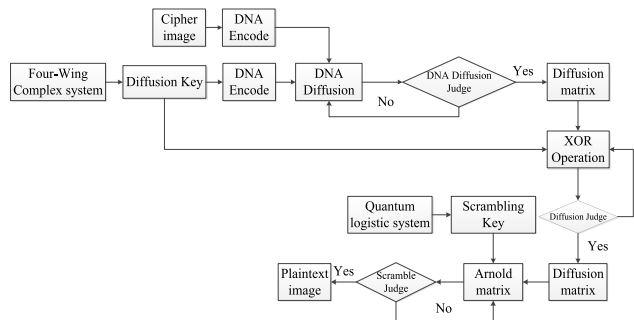 Cipher
image
DNA
Encode
Four-Wing
Complex system
Diffusion Key
DNA
Encode
DNA
Diffusion
DNA Diffusion
Judge
Yes
No
Diffusion
matrix
XOR
Operation
Quantum
logistic system
Scrambling
Key
Diffusion Judge
Yes
Plaintext
image
Yes
Scramble
Judge
No
Arnold
matrix
Diffusion
matrix